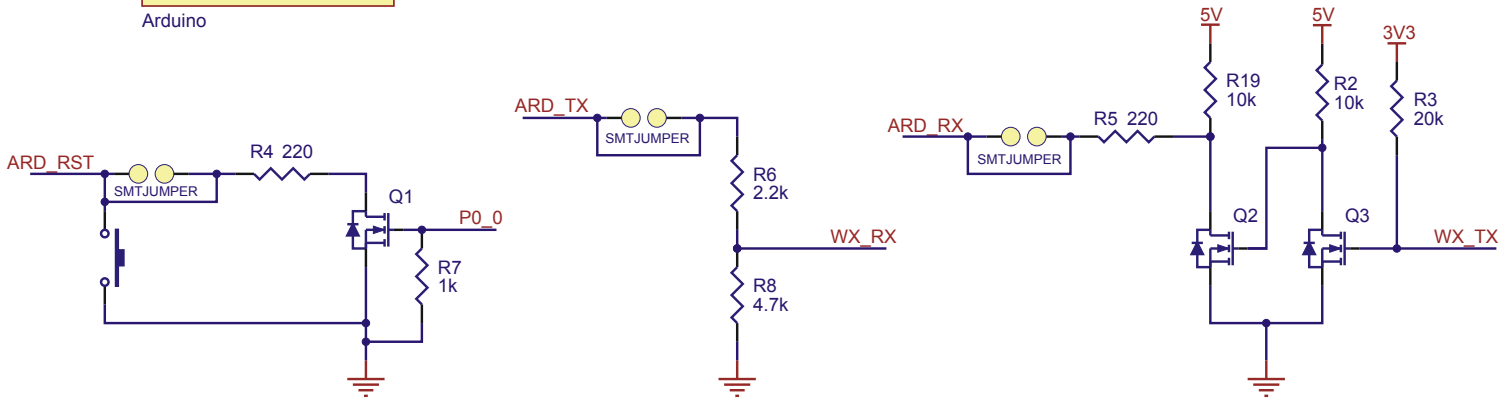 Arduino
ARD_RST
SMTJUMPER
R4 220
Q1
P0_0
R7
1k
ARD_TX
SMTJUMPER
R6
2.2k
WX_RX
R8
4.7k
5V
5V
3V3
R19
10k
R2
10k
R3
20k
ARD_RX
SMTJUMPER
R5 220
Q2
Q3
WX_TX